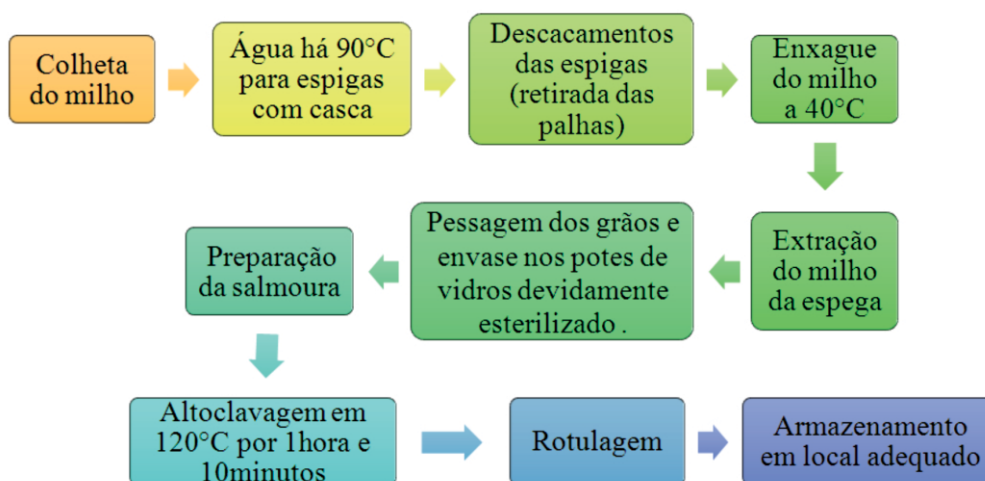 Colheta
do milho
Água há 90°C
para espigas
com casca
Descacamentos
das espigas
(retirada das
palhas)
Enxague
do milho
a 40°C
Extração
do milho
da espega
Pessagem dos grãos e
envase nos potes de
vidros devidamente
esterilizado .
Preparação
da salmoura
Altoclavagem em
120°C por 1hora e
10minutos
Rotulagem
Armazenamento
em local adequado